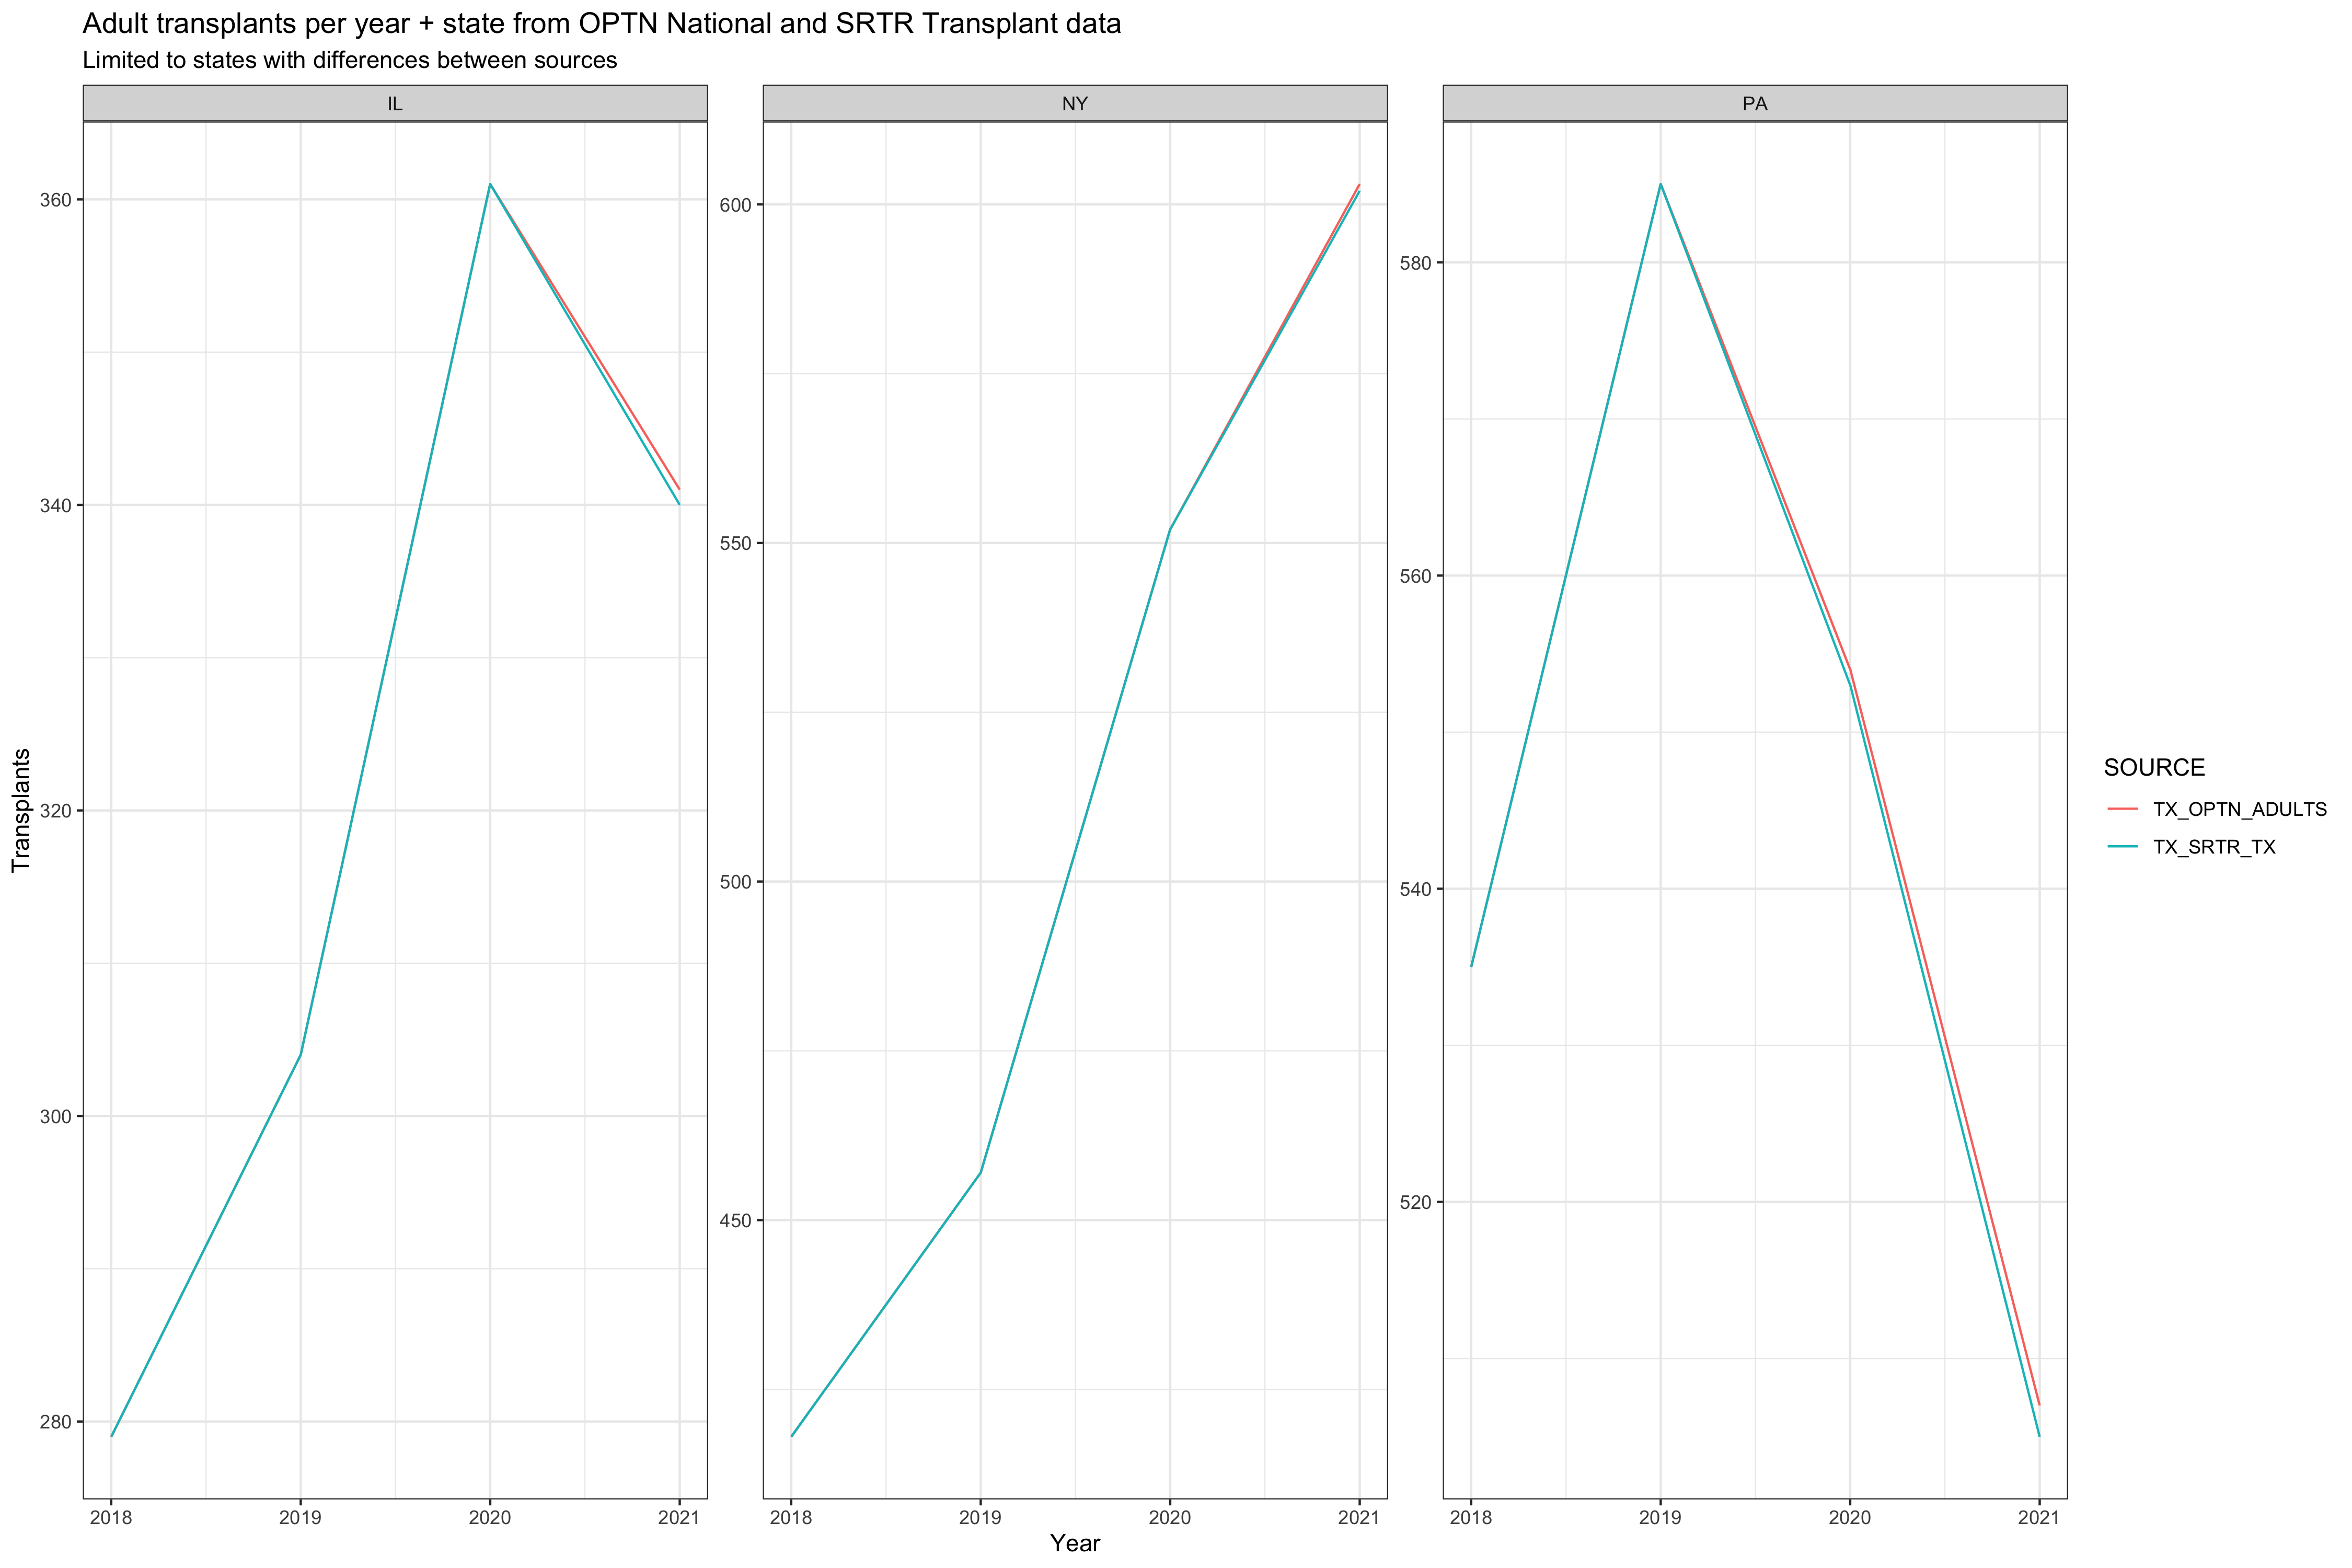 Adult transplants per year + state from OPTN National and SRTR Transplant data
Limited to states with differences between sources
IL
NY
PA
Transplants
360
340
320
300
280
600
550
500
450
580
560
540
520
2018 2019 2020 2021
2018 2019 2020 2021
2018 2019 2020 2021
Year
SOURCE
TX_OPTN_ADULTS
TX_SRTR_TX